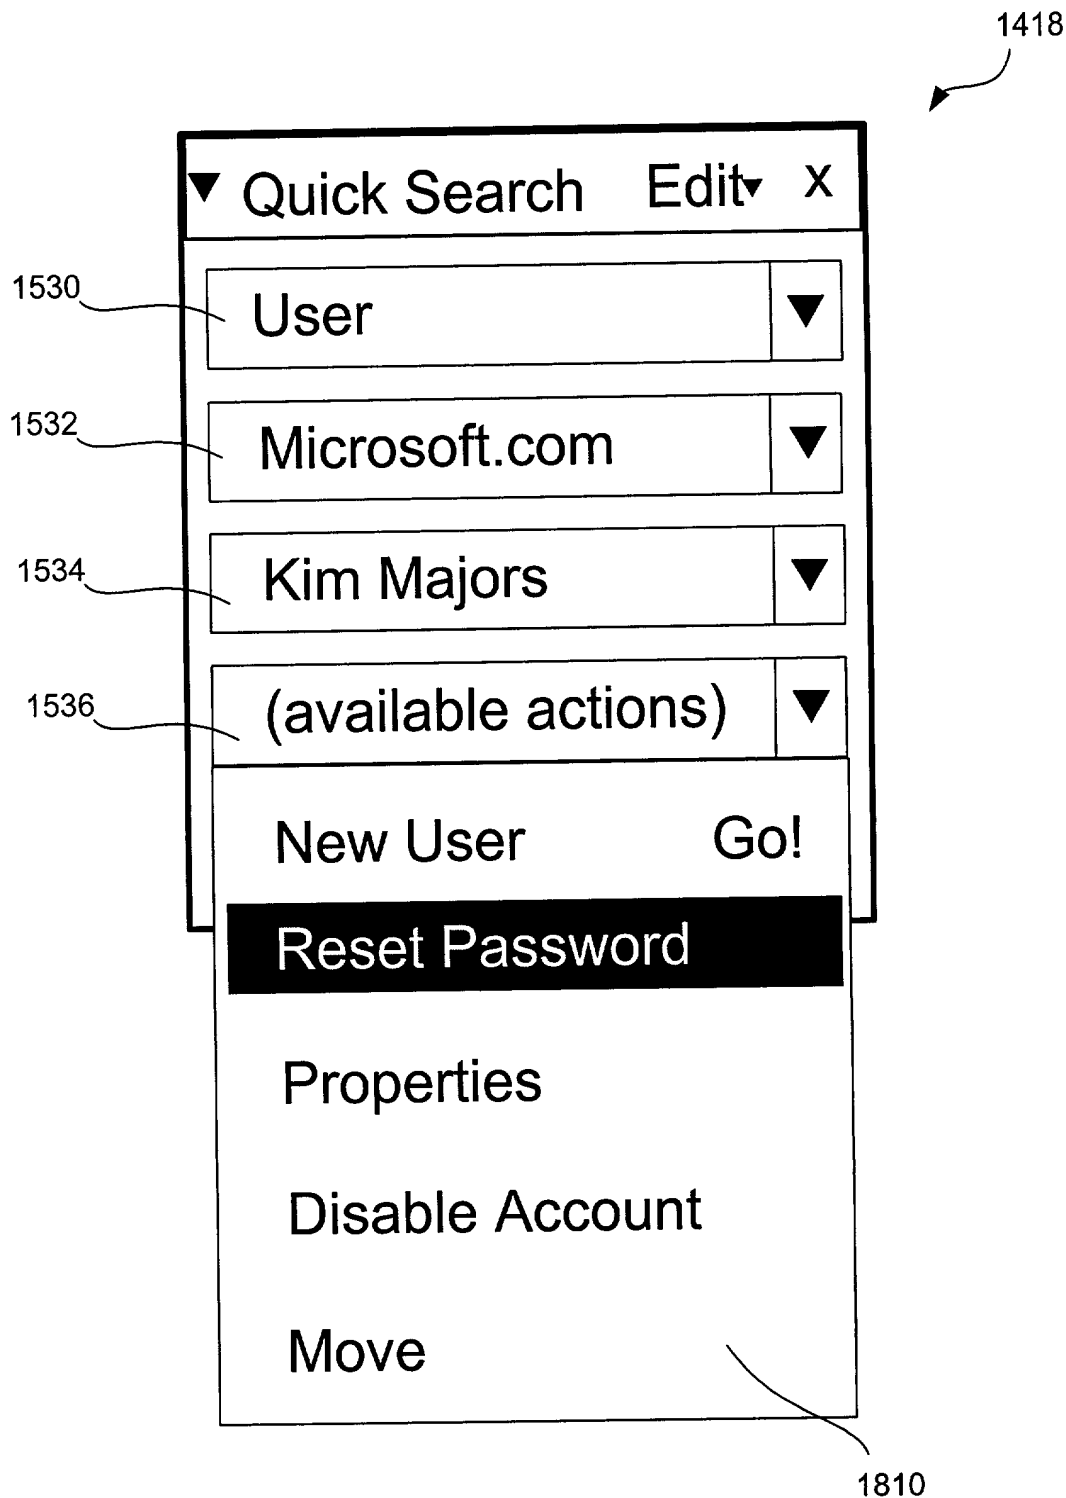 1418
Quick Search Edit X
1530
User
1532
Microsoft.com
1534
Kim Majors
1536
(available actions)
New User Go!
Reset Password
Properties
Disable Account
Move
1810